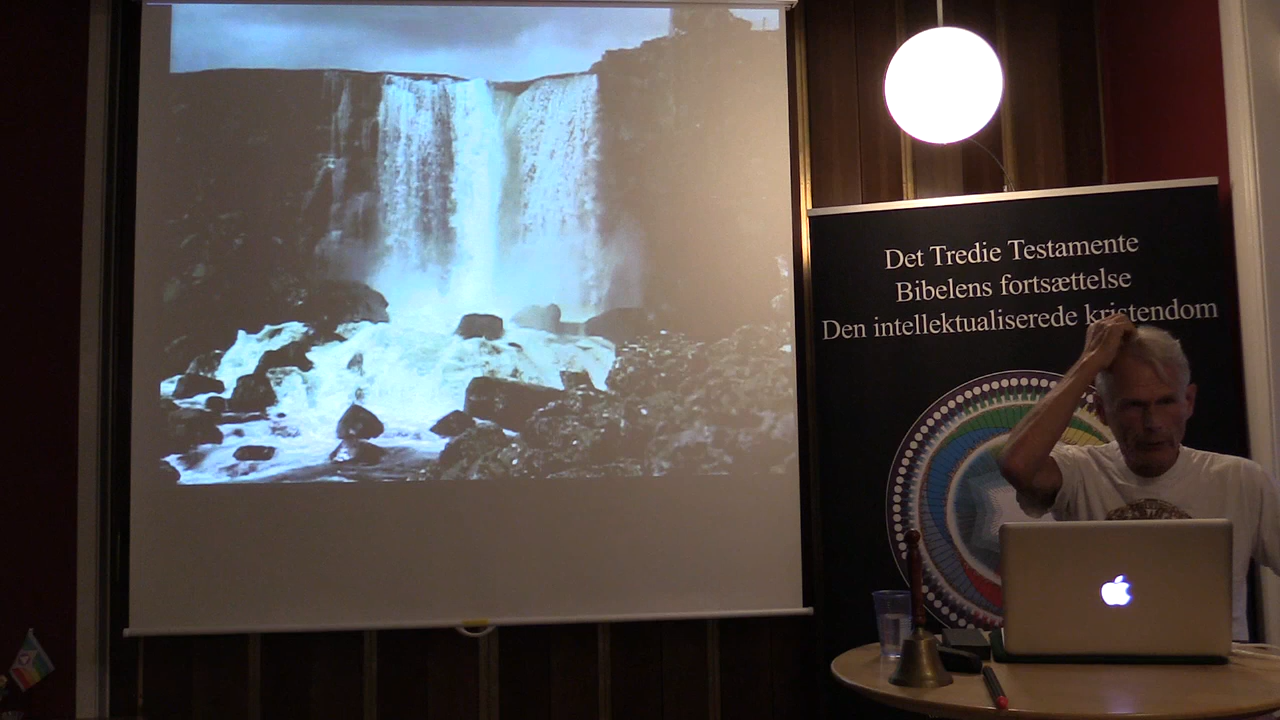 Det Tredie Testamente
Bibelens fortsættelse
Den intellektualiserede kristendom